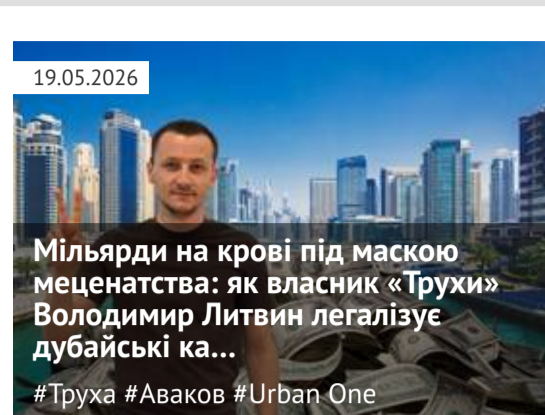 19.05.2026
Мільярди на крові під маскою
меценатства: як власник «Трухи»
Володимир Литвин легалізує
дубайські ка...
#Труха #Аваков #Urban One